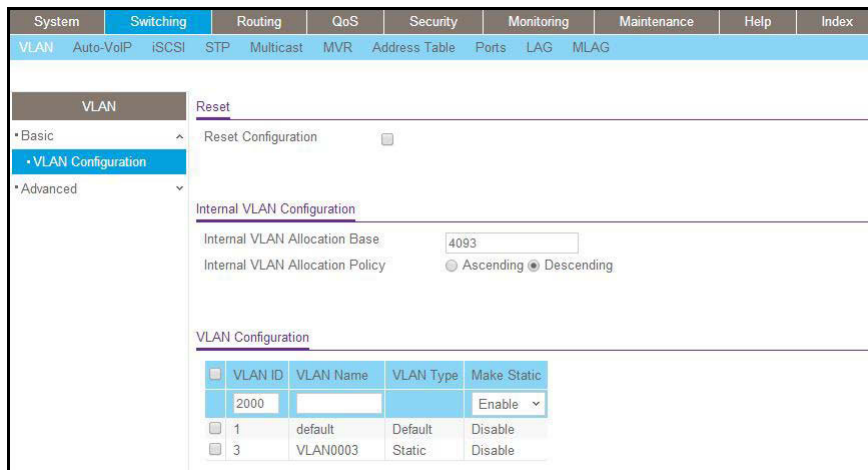 System Switching Routing QoS Security Monitoring Maintenance Help Index
VLAN Auto-VoIP iSCSI STP Multicast MVR Address Table Ports LAG MLAG
VLAN
Basic
VLAN Configuration
Advanced
Reset
Reset Configuration
Internal VLAN Configuration
Internal VLAN Allocation Base 4093
Internal VLAN Allocation Policy Ascending Descending
VLAN Configuration
VLAN ID VLAN Name VLAN Type Make Static
2000 Enable
1 default Default Disable
3 VLAN0003 Static Disable